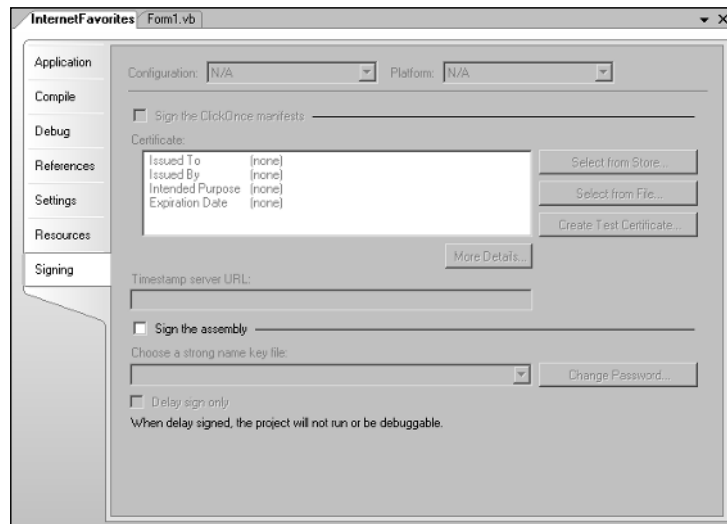 InternetFavorites Form1.vb
Application
Compile
Debug
References
Settings
Resources
Signing
Configuration: N/A Platform: N/A
Sign the ClickOnce manifests
Certificate:
Issued To (none)
Issued By (none)
Intended Purpose (none)
Expiration Date (none)
Select from Store...
Select from File...
Create Test Certificate...
More Details...
Timestamp server URL:
Sign the assembly
Choose a strong name key file:
Change Password...
Delay sign only
When delay signed, the project will not run or be debuggable.